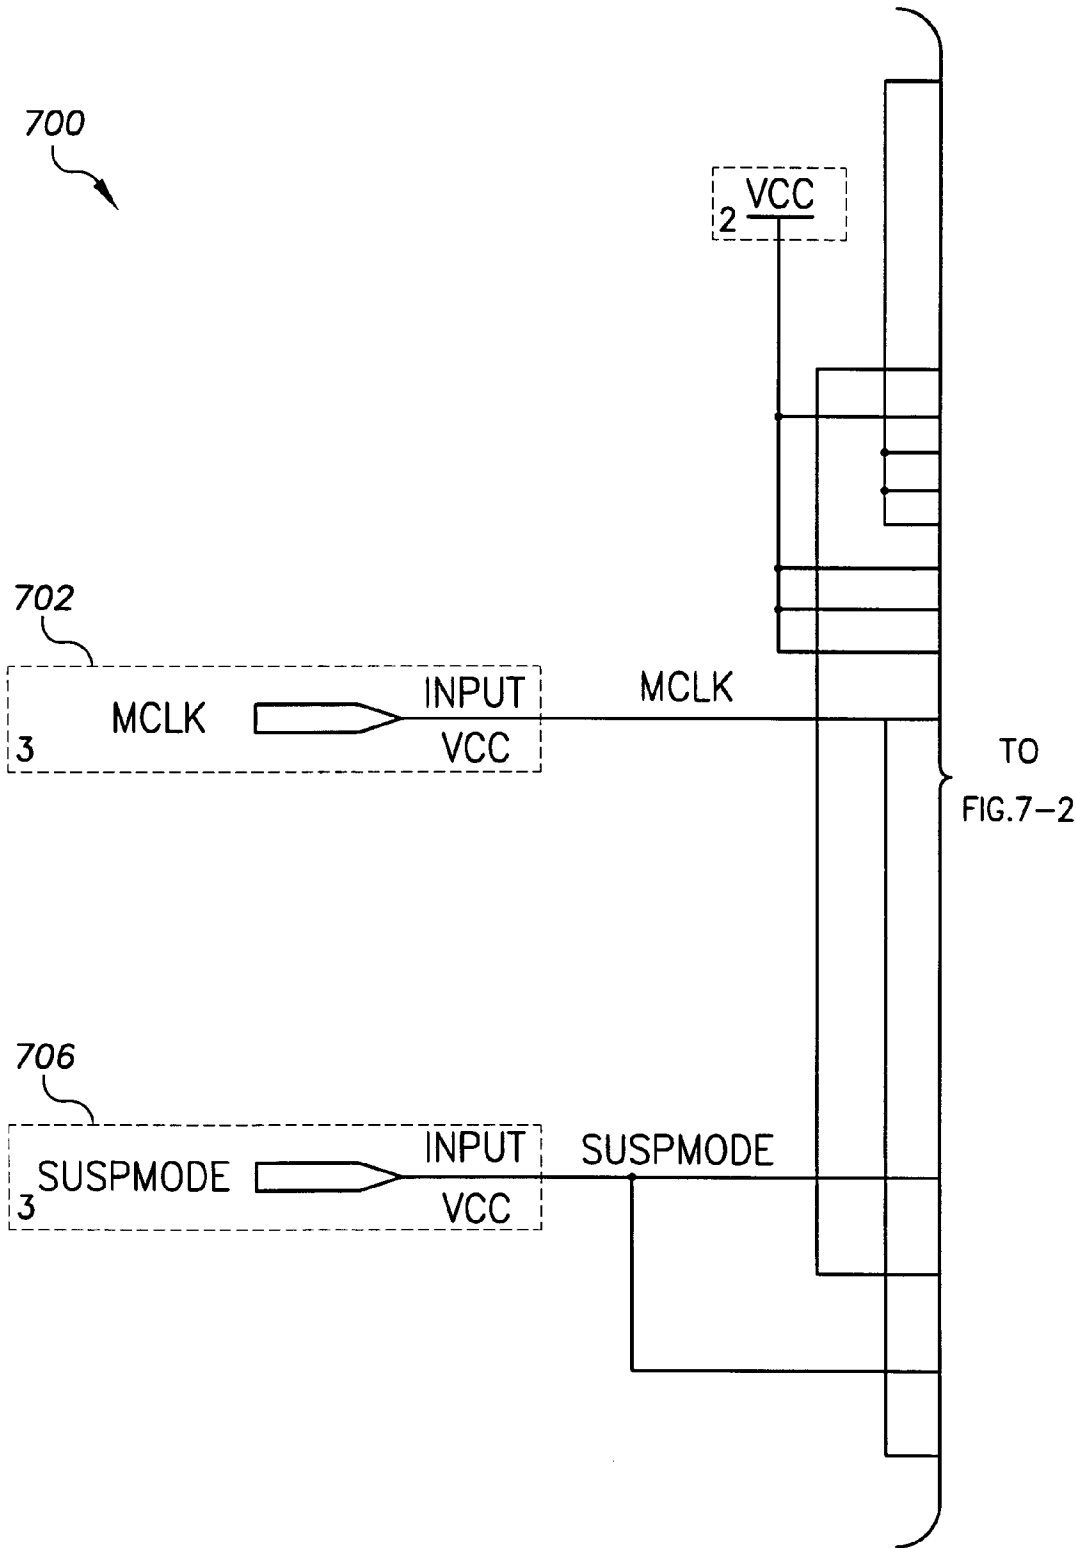 700
VCC
2
702
INPUT
MCLK
MCLK
3
VCC
TO
FIG.7-2
706
INPUT
SUSPMODE
SUSPMODE
3
VCC